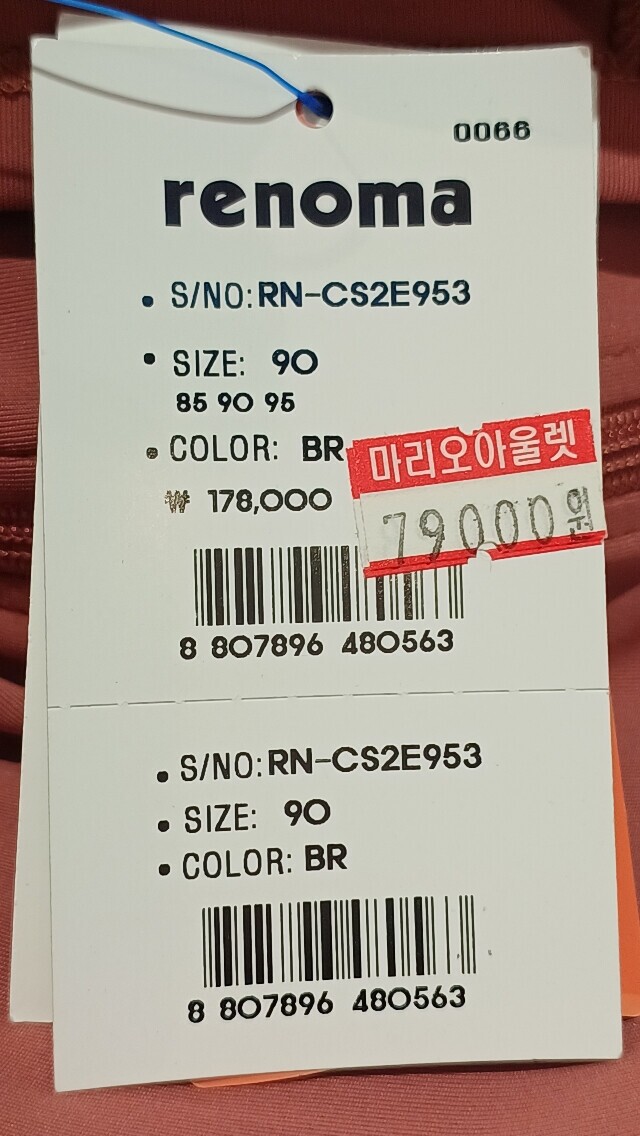 0066
renoma
• S/NO: RN-CS2E953
• SIZE: 90
85 90 95
• COLOR: BR
₩ 178,000
마리오아울렛
79000원
8 807896 480563
• S/NO: RN-CS2E953
• SIZE: 90
• COLOR: BR
8 807896 480563